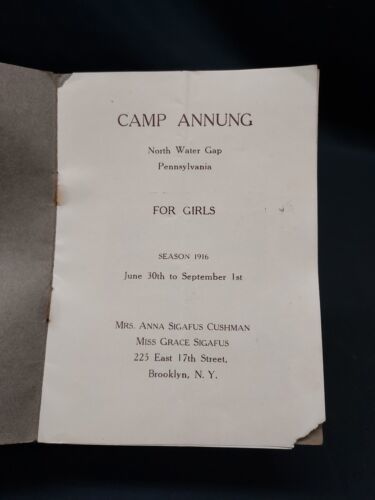 CAMP ANNUNG
North Water Gap
Pennsylvania
FOR GIRLS
SEASON 1916
June 30th to September 1st
MRS. ANNA SIGAFUS CUSHMAN
MISS GRACE SIGAFUS
225 East 17th Street,
Brooklyn, N. Y.